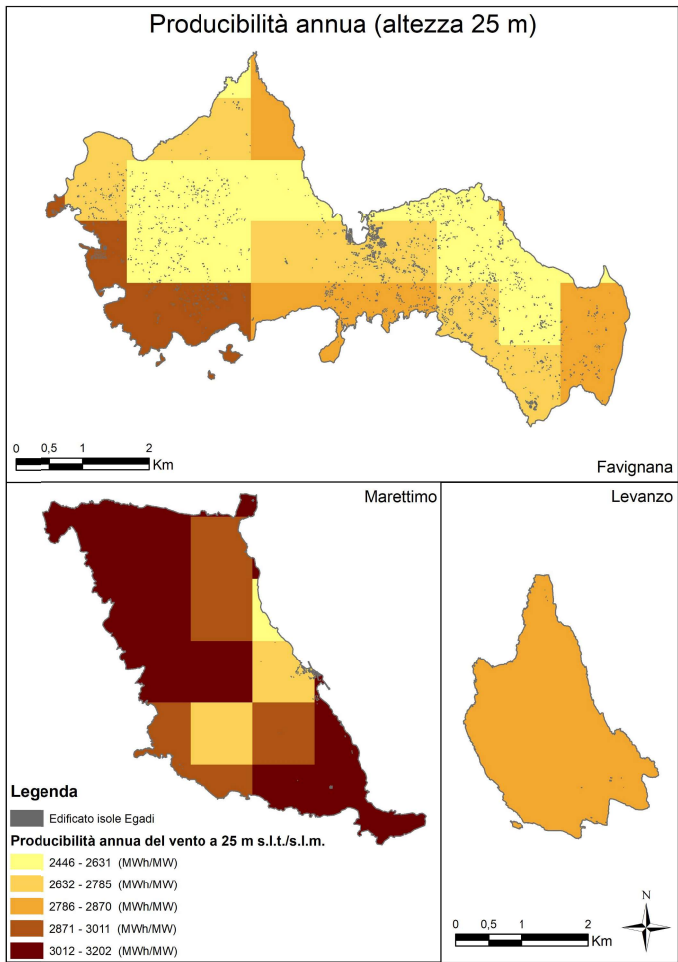 Producibilità annua (altezza 25 m)
0 0,5 1 2
Km
Favignana
Marettimo
Levanzo
Legenda
Edificato isole Egadi
Producibilità annua del vento a 25 m s.l.t./s.l.m.
2446 - 2631 (MWh/MW)
2632 - 2785 (MWh/MW)
2786 - 2870 (MWh/MW)
2871 - 3011 (MWh/MW)
3012 - 3202 (MWh/MW)
N
0 0,5 1 2
Km